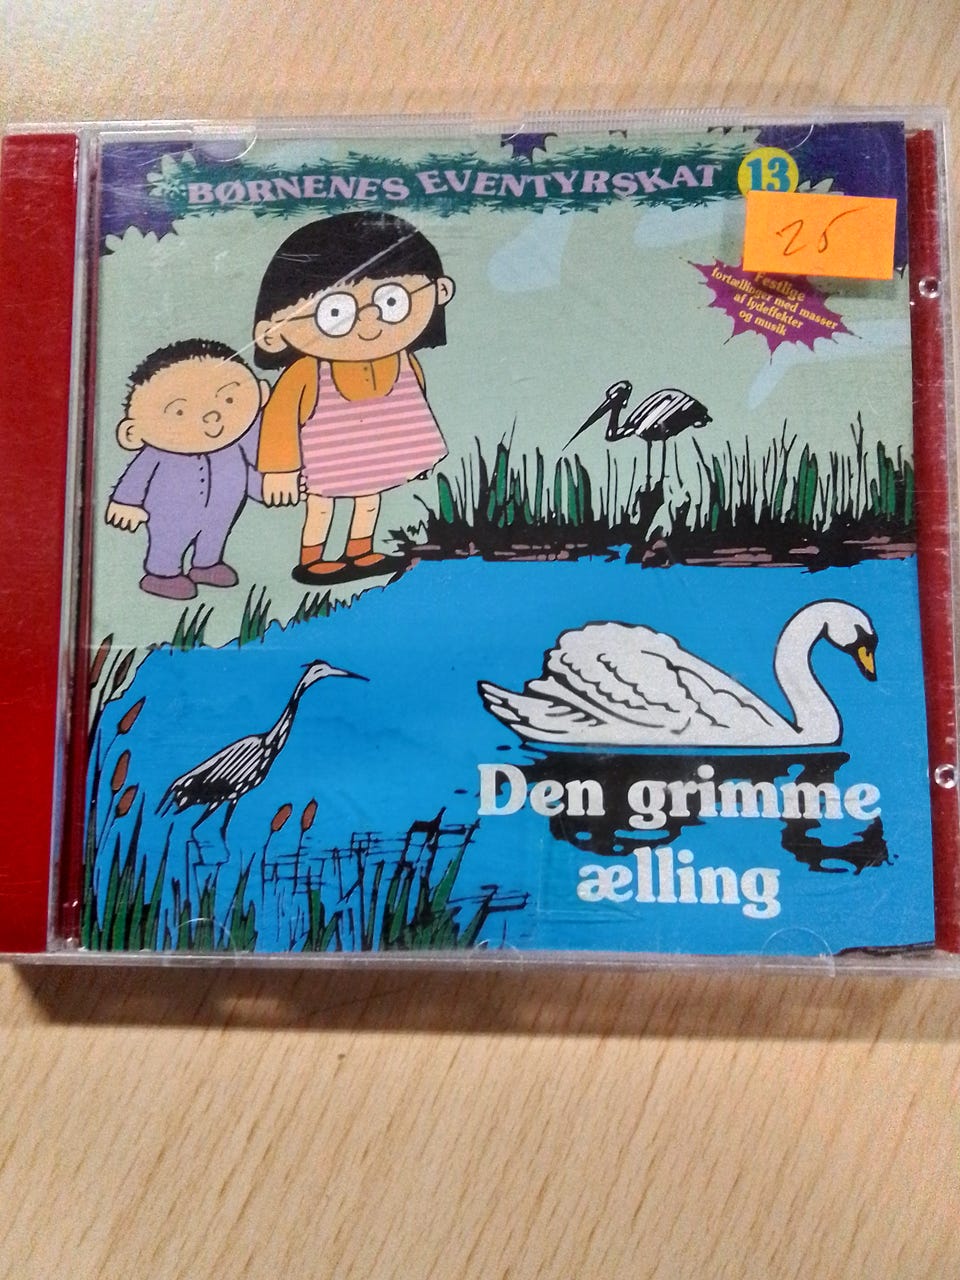 BØRNENES EVENTYRSKAT 13
25
Festlige
fortællinger med masser
af lydeffekter
og musik
Den grimme
ælling